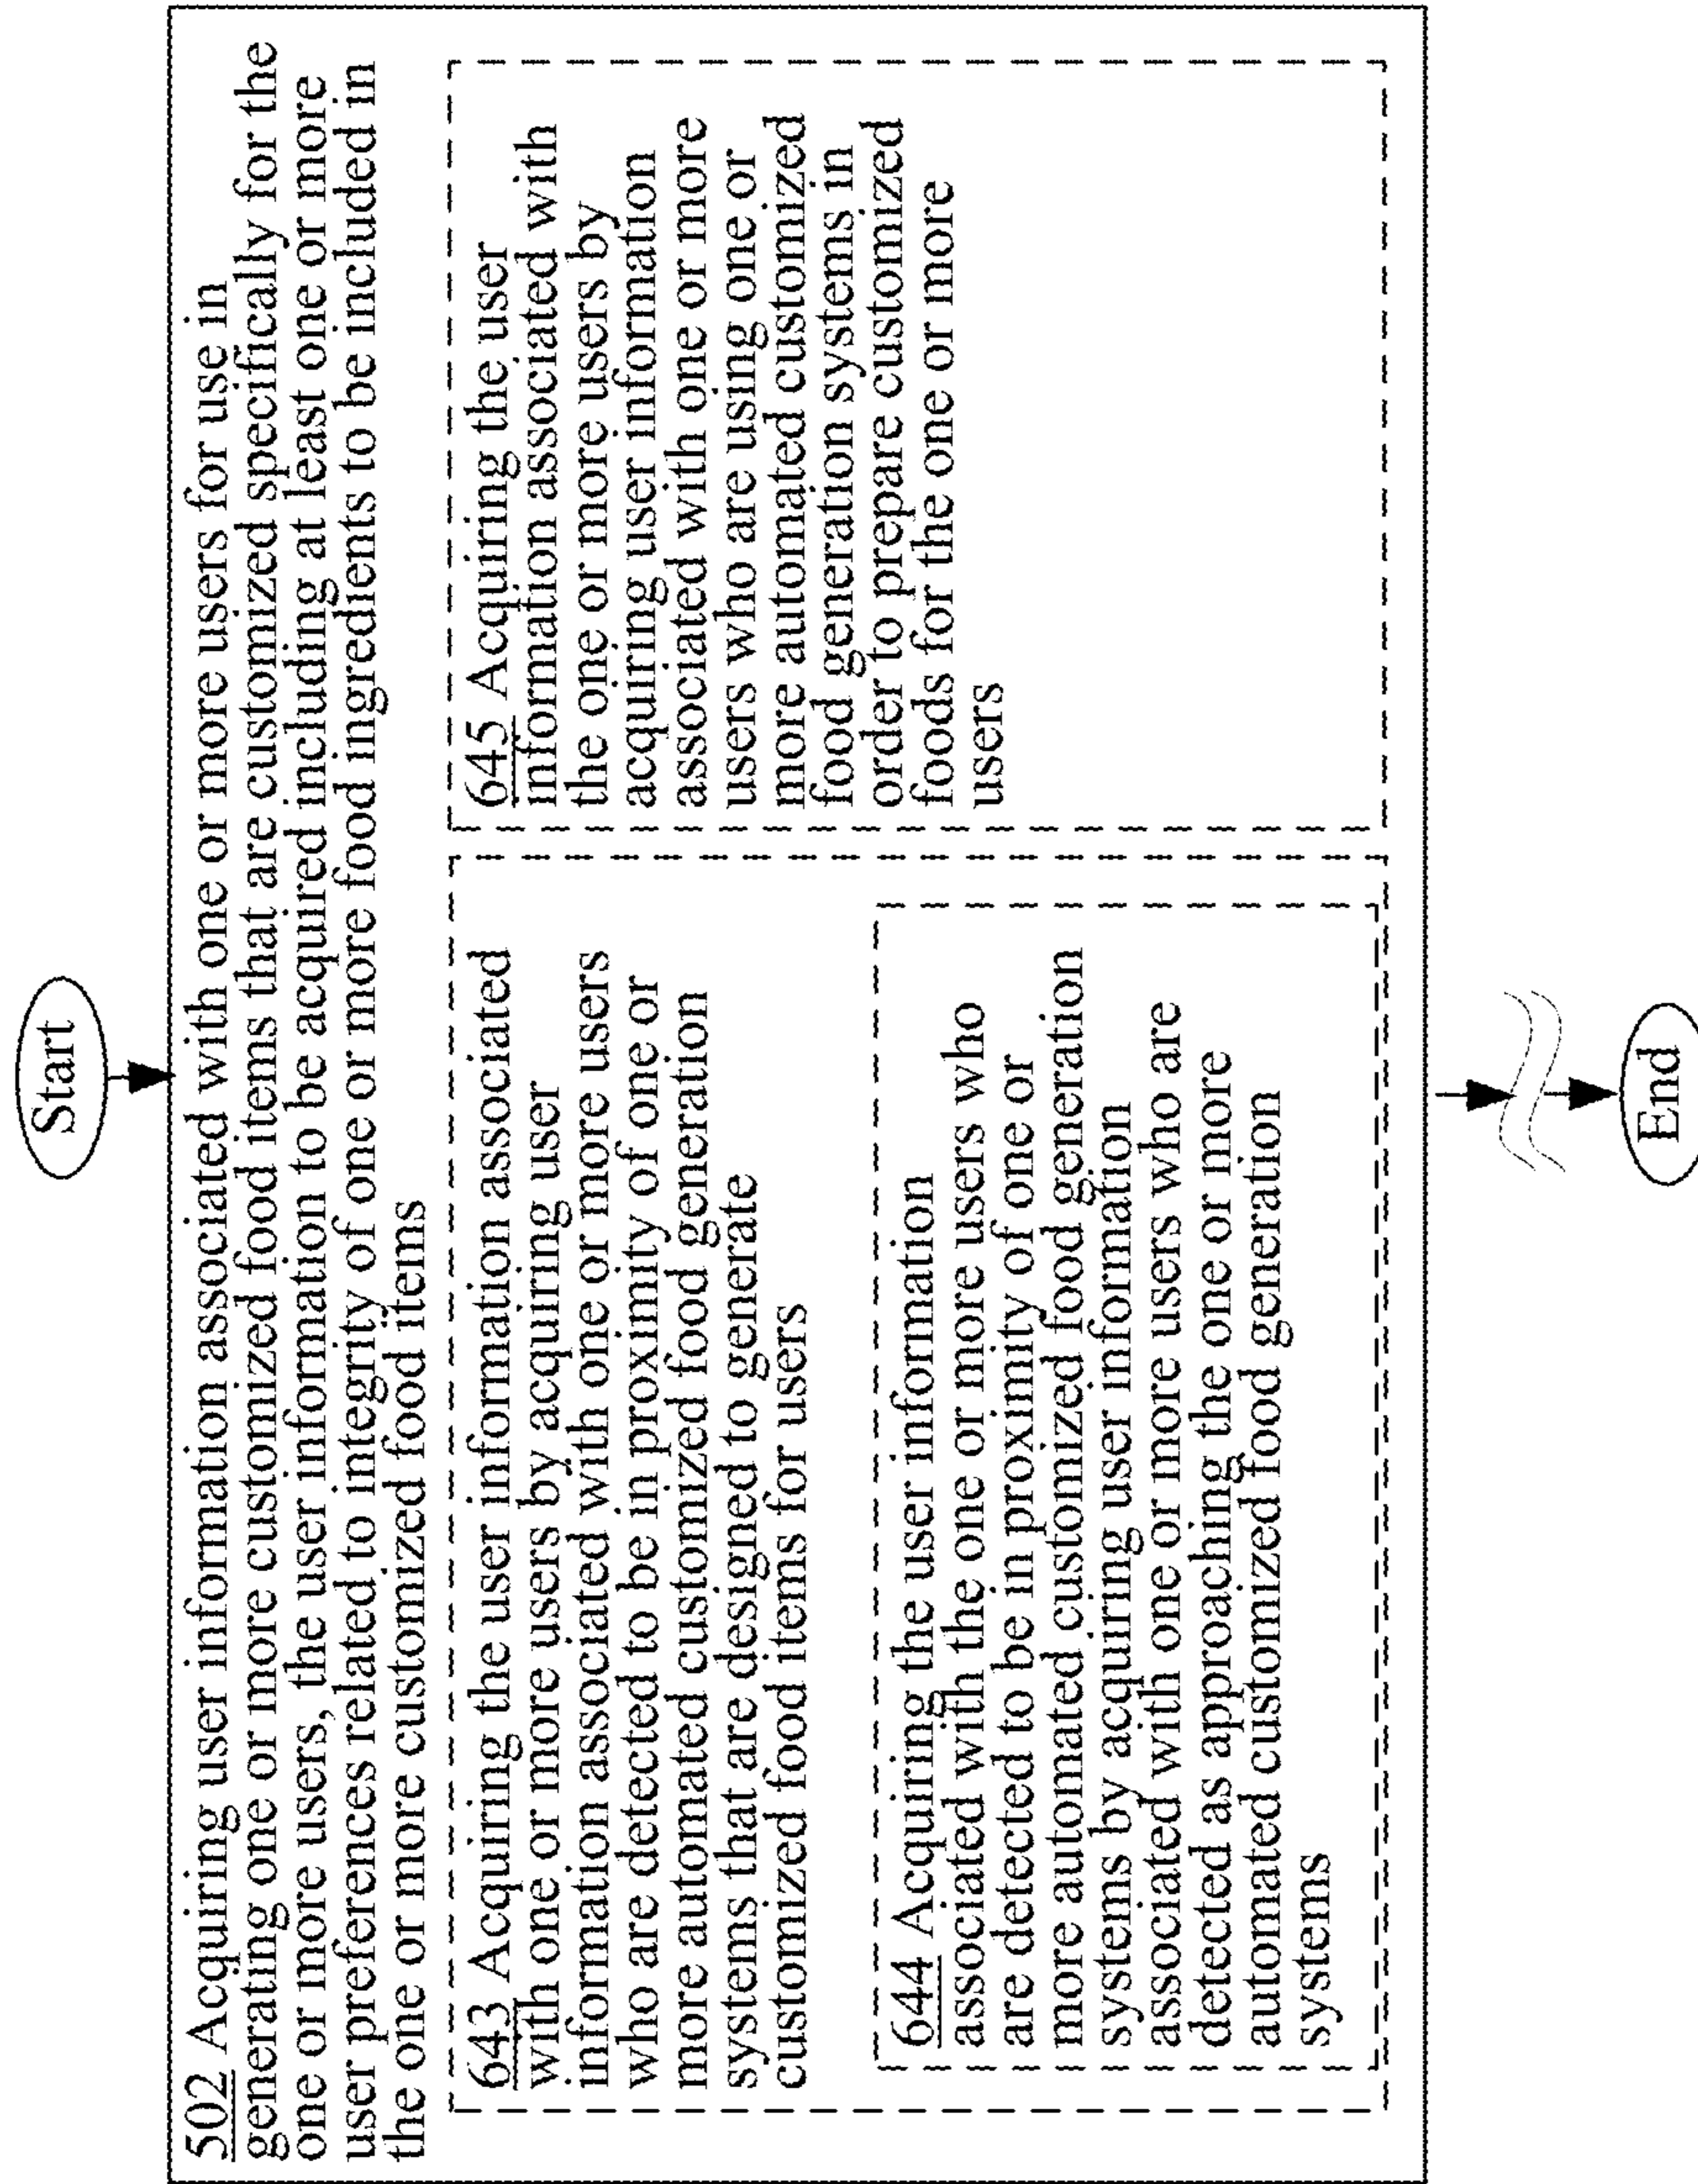 Start
502 Acquiring user information associated with one or more users for use in
generating one or more customized food items that are customized specifically for the
one or more users, the user information to be acquired including at least one or more
user preferences related to integrity of one or more food ingredients to be included in
the one or more customized food items
643 Acquiring the user information associated
with one or more users by acquiring user
information associated with one or more users
who are detected to be in proximity of one or
more automated customized food generation
systems that are designed to generate
customized food items for users
644 Acquiring the user information
associated with the one or more users who
are detected to be in proximity of one or
more automated customized food generation
systems by acquiring user information
associated with one or more users who are
detected as approaching the one or more
automated customized food generation
systems
645 Acquiring the user
information associated with
the one or more users by
acquiring user information
associated with one or more
users who are using one or
more automated customized
food generation systems in
order to prepare customized
foods for the one or more
users
End